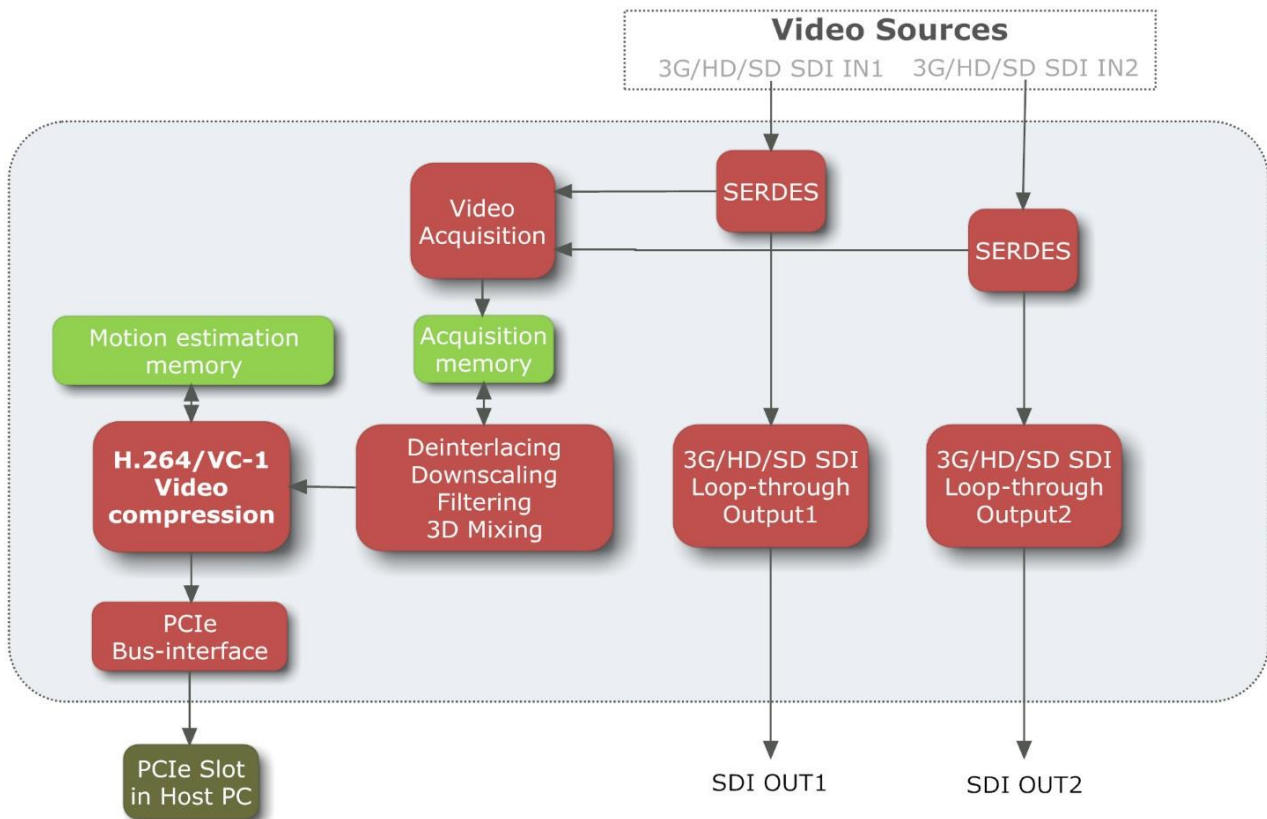 Video Sources
3G/HD/SD SDI IN1
3G/HD/SD SDI IN2
SERDES
Video
Acquisition
SERDES
Motion estimation
memory
Acquisition
memory
H.264/VC-1
Video
compression
Deinterlacing
Downscaling
Filtering
3D Mixing
3G/HD/SD SDI
Loop-through
Output1
3G/HD/SD SDI
Loop-through
Output2
PCIe
Bus-interface
PCIe Slot
in Host PC
SDI OUT1
SDI OUT2